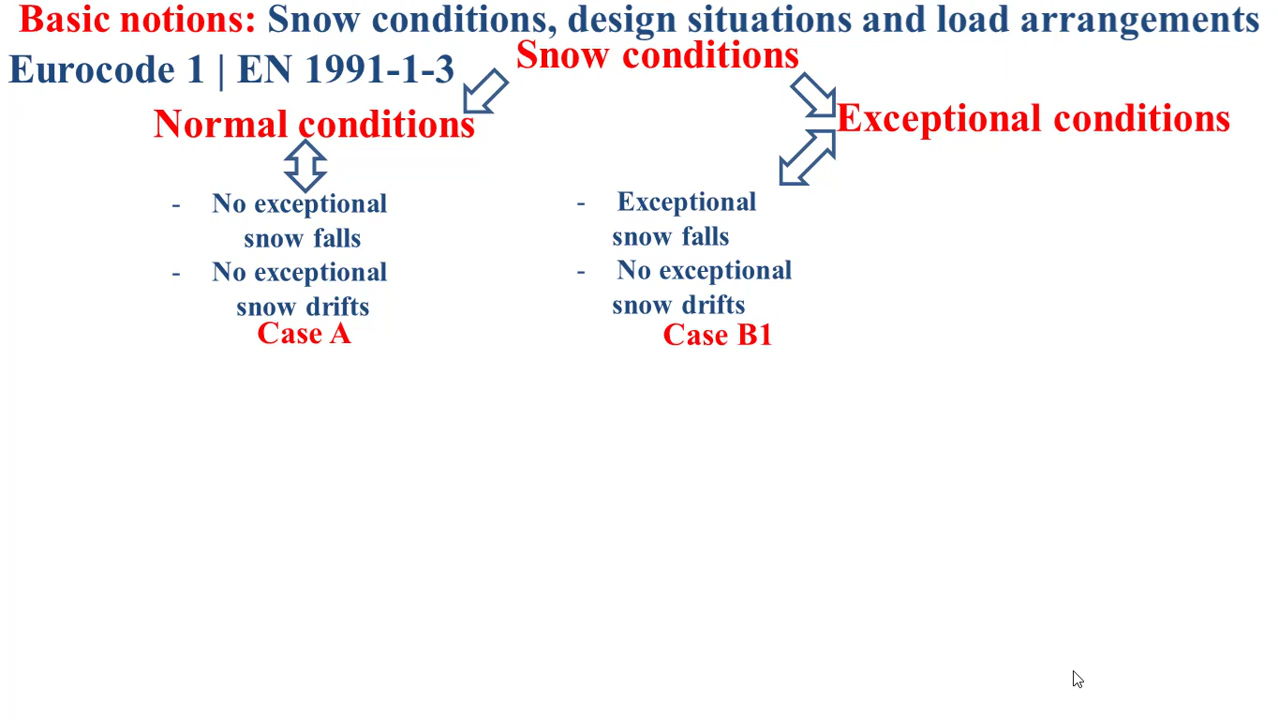 Basic notions: Snow conditions, design situations and load arrangements
Eurocode 1 | EN 1991-1-3
Snow conditions
Normal conditions
Exceptional conditions
- No exceptional
snow falls
- No exceptional
snow drifts
Case A
- Exceptional
snow falls
- No exceptional
snow drifts
Case B1